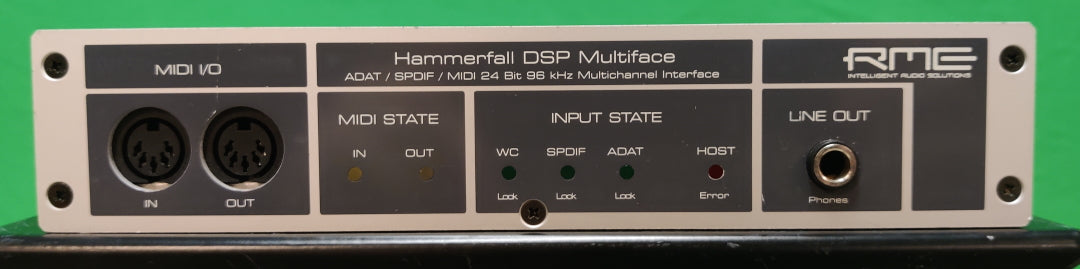 MIDI I/O
Hammerfall DSP Multiface
ADAT / SPDIF / MIDI 24 Bit 96 kHz Multichannel Interface
RME
INTELLIGENT AUDIO SOLUTIONS
IN
OUT
MIDI STATE
IN OUT
INPUT STATE
WC SPDIF ADAT HOST
Lock Lock Lock Error
LINE OUT
Phones